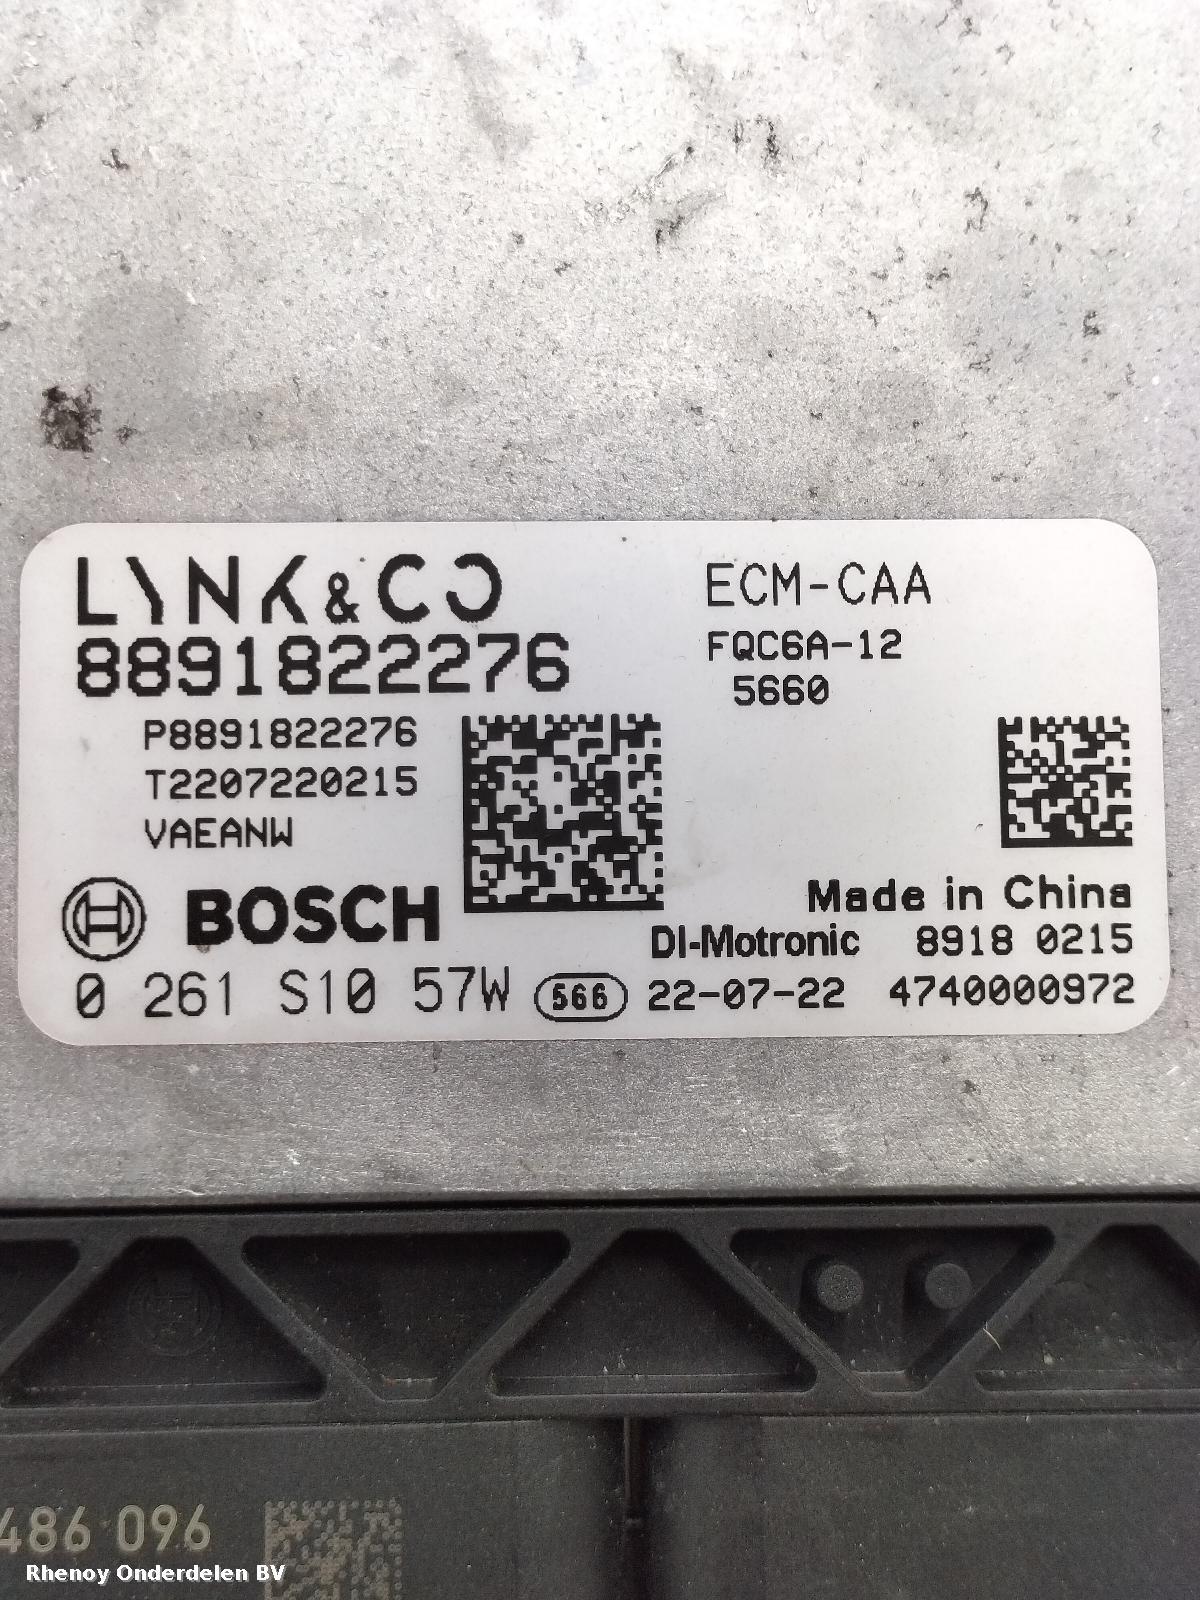 LYNK&CO
8891822276
ECM-CAA
FQC6A-12
5660
P8891822276
T2207220215
VAEANW
BOSCH
Made in China
DI-Motronic 8918 0215
0 261 S10 57W 566 22-07-22 4740000972
486 096
Rhenoy Onderdelen BV